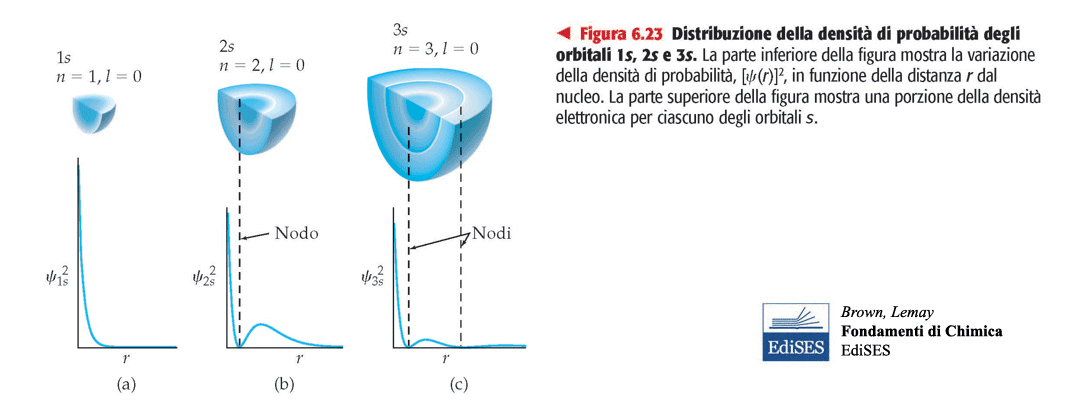 1s
n = 1, l = 0
2s
n = 2, l = 0
3s
n = 3, l = 0
Nodo
Nodi
ψ²1s
ψ²2s
ψ²3s
r
r
r
(a)
(b)
(c)
◄ Figura 6.23 Distribuzione della densità di probabilità degli
orbitali 1s, 2s e 3s. La parte inferiore della figura mostra la variazione
della densità di probabilità, [ψ(r)]², in funzione della distanza r dal
nucleo. La parte superiore della figura mostra una porzione della densità
elettronica per ciascuno degli orbitali s.
EdiSES
Brown, Lemay
Fondamenti di Chimica
EdiSES